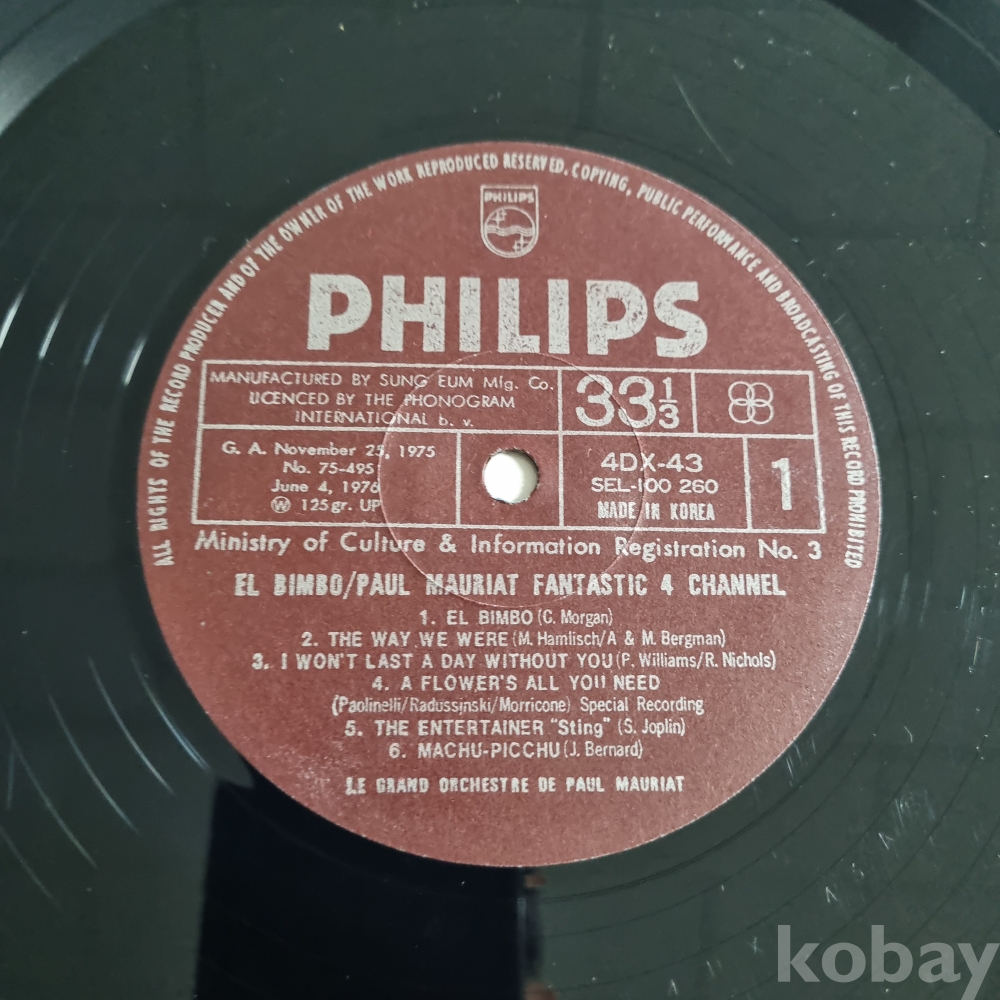 ALL RIGHTS OF THE RECORD PRODUCER AND OF THE OWNER OF THE WORK REPRODUCED RESERVED. COPYING, PUBLIC PERFORMANCE AND BROADCASTING OF THIS RECORD PROHIBITED
PHILIPS
PHILIPS
MANUFACTURED BY SUNG EUM Mfg. Co.
LICENCED BY THE PHONOGRAM
INTERNATIONAL b. v.
33 1/3
G. A. November 25, 1975
No. 75-495
June 4, 1976
Ⓦ 125gr. UP
4DX-43
SEL-100 260
MADE IN KOREA
1
Ministry of Culture & Information Registration No. 3
EL BIMBO/PAUL MAURIAT FANTASTIC 4 CHANNEL
1. EL BIMBO (C. Morgan)
2. THE WAY WE WERE (M. Hamlisch/A & M. Bergman)
3. I WON'T LAST A DAY WITHOUT YOU (P. Williams/R. Nichols)
4. A FLOWER'S ALL YOU NEED
(Paolinelli/Radussinski/Morricone) Special Recording
5. THE ENTERTAINER "Sting" (S. Joplin)
6. MACHU-PICCHU (J. Bernard)
LE GRAND ORCHESTRE DE PAUL MAURIAT
kobay